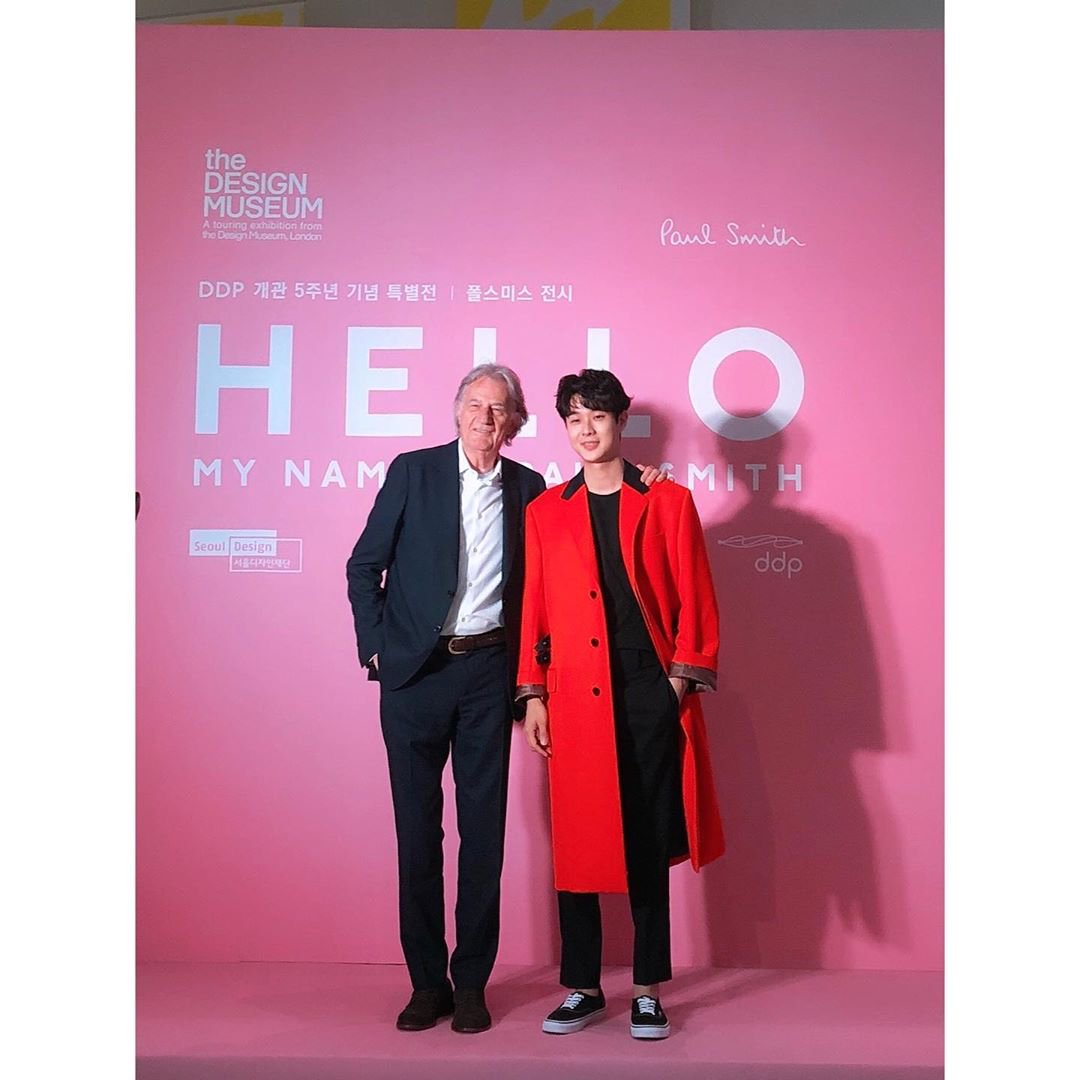 the
DESIGN
MUSEUM
A touring exhibition from
the Design Museum, London
Paul Smith
DDP 개관 5주년 기념 특별전 | 폴스미스 전시
HELLO
MY NAM PAU SMITH
Seoul Design
서울디자인재단
ddp